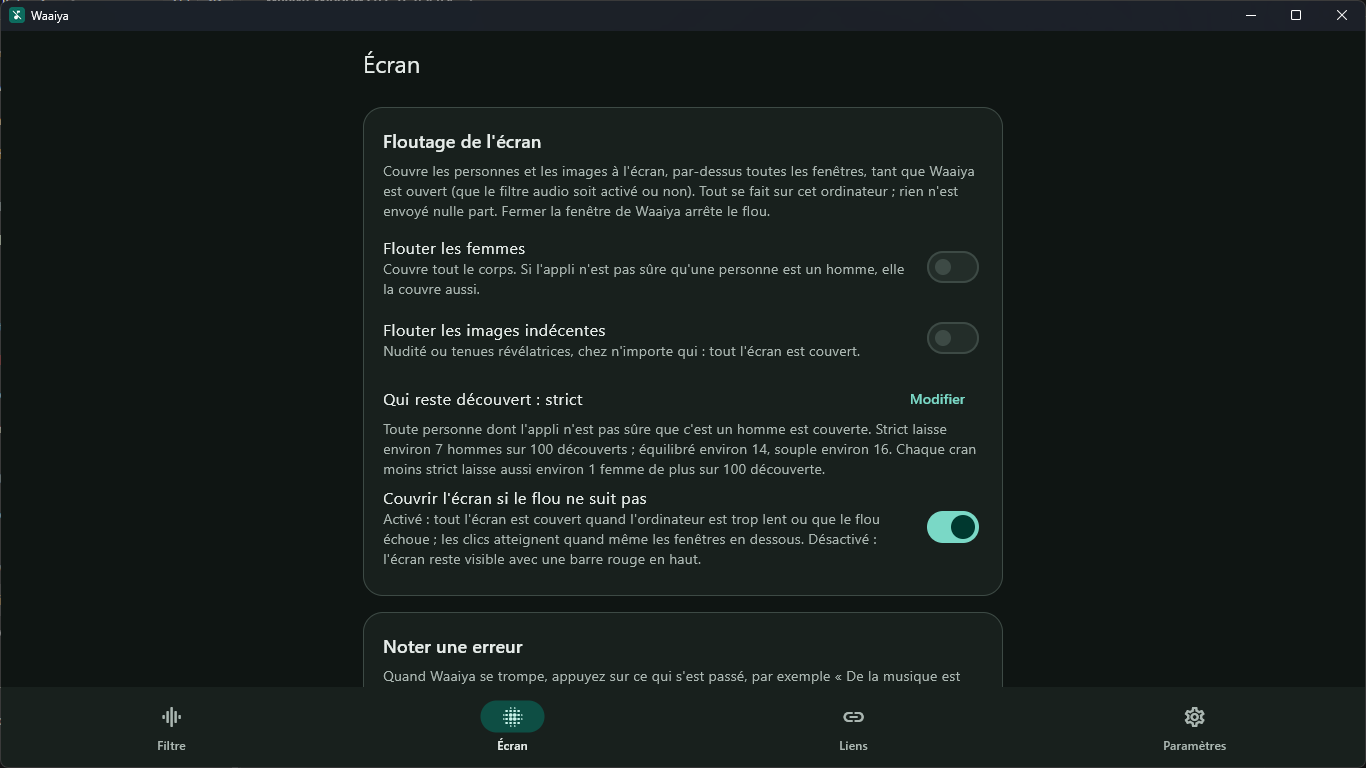 Waaiya
Écran
Floutage de l'écran
Couvre les personnes et les images à l'écran, par-dessus toutes les fenêtres, tant que Waaiya
est ouvert (que le filtre audio soit activé ou non). Tout se fait sur cet ordinateur ; rien n'est
envoyé nulle part. Fermer la fenêtre de Waaiya arrête le flou.
Flouter les femmes
Couvre tout le corps. Si l'appli n'est pas sûre qu'une personne est un homme, elle
la couvre aussi.
Flouter les images indécentes
Nudité ou tenues révélatrices, chez n'importe qui : tout l'écran est couvert.
Qui reste découvert : strict
Modifier
Toute personne dont l'appli n'est pas sûre que c'est un homme est couverte. Strict laisse
environ 7 hommes sur 100 découverts ; équilibré environ 14, souple environ 16. Chaque cran
moins strict laisse aussi environ 1 femme de plus sur 100 découverte.
Couvrir l'écran si le flou ne suit pas
Activé : tout l'écran est couvert quand l'ordinateur est trop lent ou que le flou
échoue ; les clics atteignent quand même les fenêtres en dessous. Désactivé :
l'écran reste visible avec une barre rouge en haut.
Noter une erreur
Quand Waaiya se trompe, appuyez sur ce qui s'est passé, par exemple « De la musique est
Filtre
Écran
Liens
Paramètres